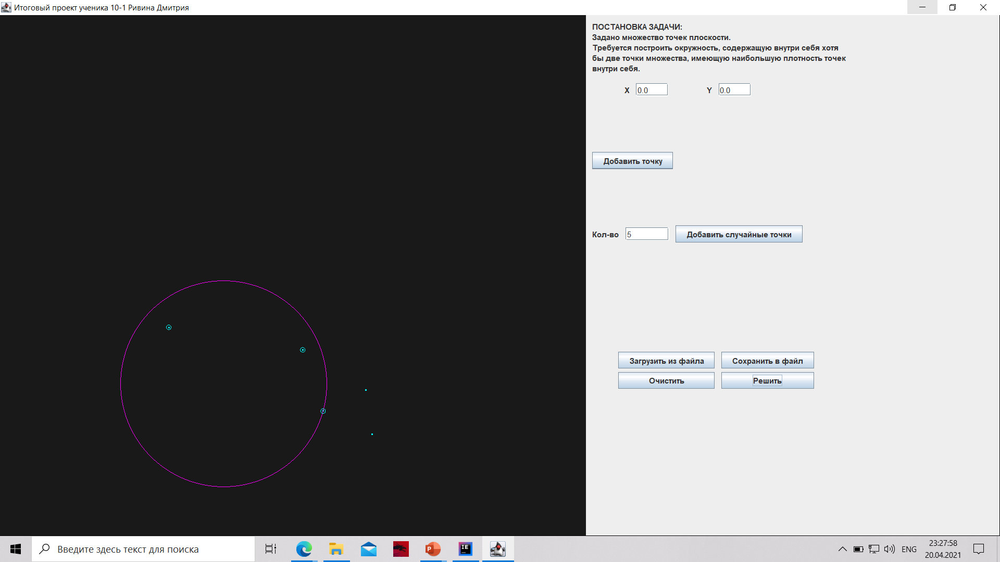 Итоговый проект ученика 10-1 Ривина Дмитрия
ПОСТАНОВКА ЗАДАЧИ:
Задано множество точек плоскости.
Требуется построить окружность, содержащую внутри себя хотя
бы две точки множества, имеющую наибольшую плотность точек
внутри себя.
X 0.0 Y 0.0
Добавить точку
Кол-во 5 Добавить случайные точки
Загрузить из файла Сохранить в файл
Очистить Решить
Введите здесь текст для поиска
P
IE
ENG
23:27:58
20.04.2021